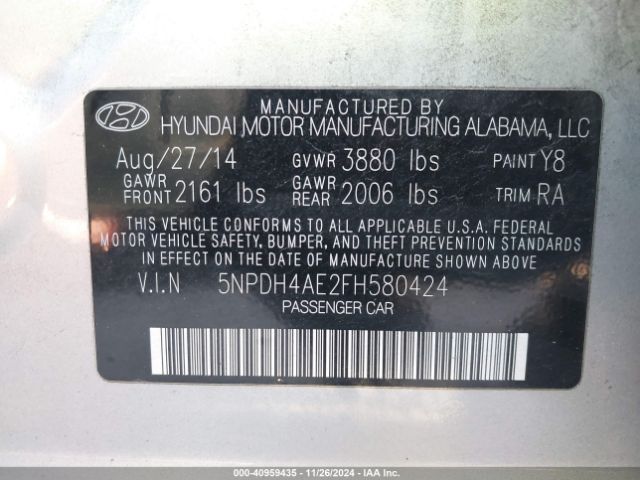 MANUFACTURED BY
HYUNDAI MOTOR MANUFACTURING ALABAMA, LLC
Aug/27/14 GVWR 3880 lbs PAINT Y8
GAWR FRONT 2161 lbs GAWR REAR 2006 lbs TRIM RA
THIS VEHICLE CONFORMS TO ALL APPLICABLE U.S.A. FEDERAL
MOTOR VEHICLE SAFETY, BUMPER, AND THEFT PREVENTION
STANDARDS IN EFFECT ON THE DATE OF MANUFACTURE SHOWN ABOVE.
V.I.N 5NPDH4AE2FH580424
PASSENGER CAR
000-40959435 - 11/26/2024 - IAA, Inc.